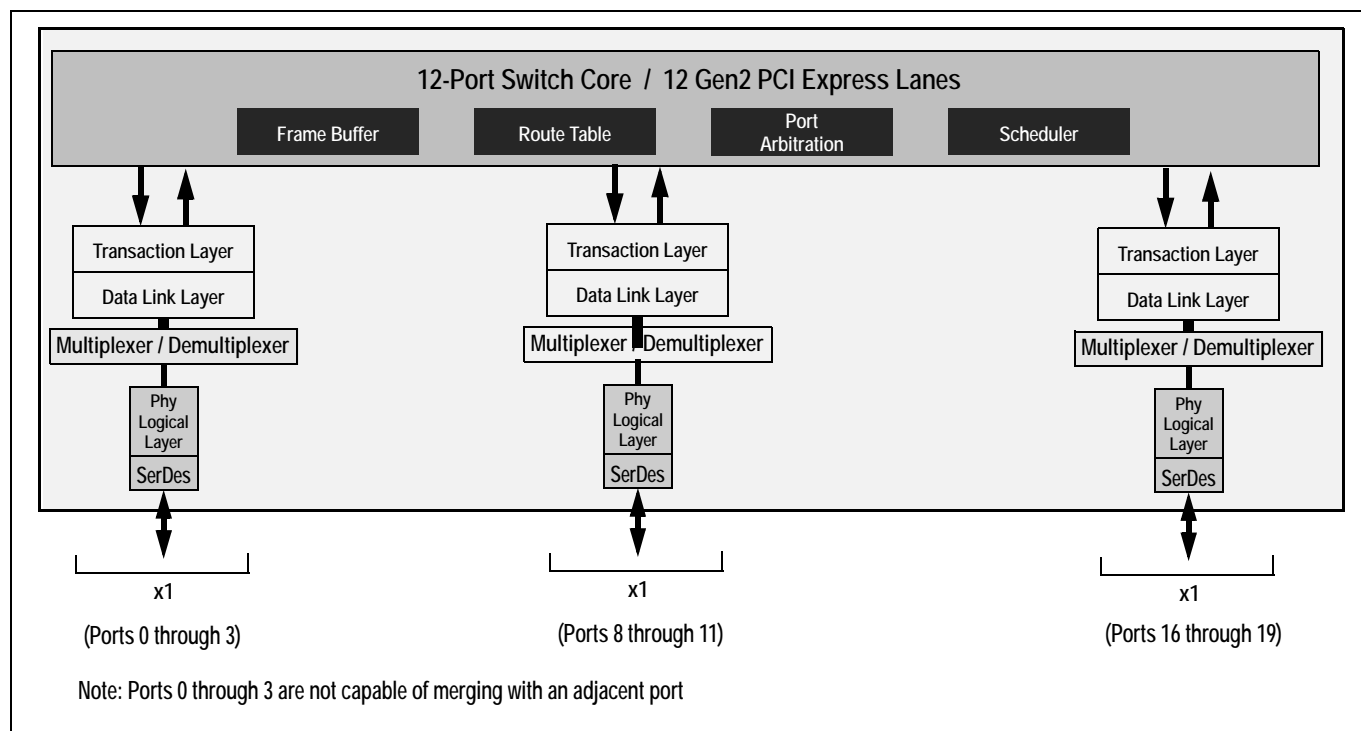 12-Port Switch Core / 12 Gen2 PCI Express Lanes
Frame Buffer
Route Table
Port
Arbitration
Scheduler
Transaction Layer
Data Link Layer
Multiplexer / Demultiplexer
Phy
Logical
Layer
SerDes
x1
(Ports 0 through 3)
Transaction Layer
Data Link Layer
Multiplexer / Demultiplexer
Phy
Logical
Layer
SerDes
x1
(Ports 8 through 11)
Transaction Layer
Data Link Layer
Multiplexer / Demultiplexer
Phy
Logical
Layer
SerDes
x1
(Ports 16 through 19)
Note: Ports 0 through 3 are not capable of merging with an adjacent port